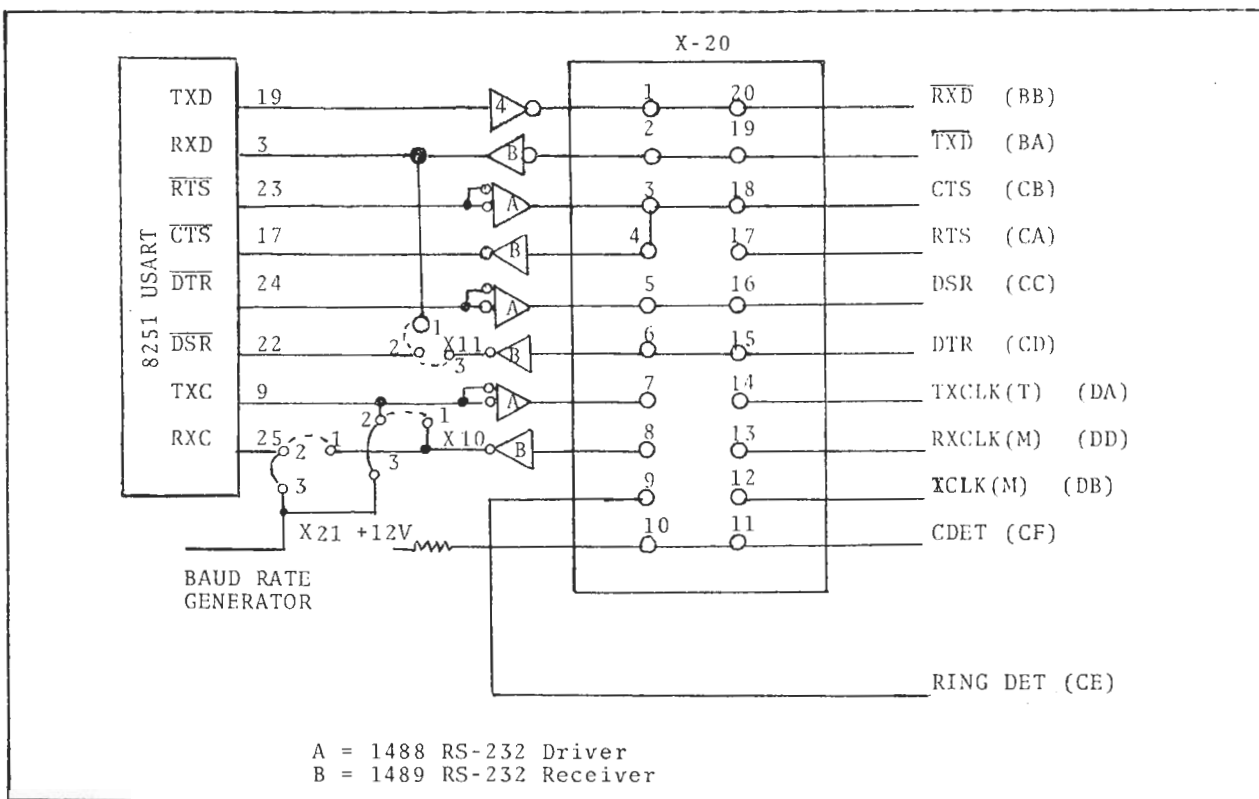 X-20
TXD 19 4 1 20 RXD (BB)
RXD 3 B 2 19 TXD (BA)
RTS 23 A 3 18 CTS (CB)
CTS 17 B 4 17 RTS (CA)
DTR 24 A 5 16 DSR (CC)
DSR 22 2 1 X11 3 B 6 15 DTR (CD)
TXC 9 A 7 14 TXCLK(T) (DA)
RXC 25 2 1 2 1 X10 B 8 13 RXCLK(M) (DD)
3 3 9 12 XCLK(M) (DB)
X21 +12V 10 11 CDET (CF)
8251 USART
BAUD RATE
GENERATOR
RING DET (CE)
A = 1488 RS-232 Driver
B = 1489 RS-232 Receiver